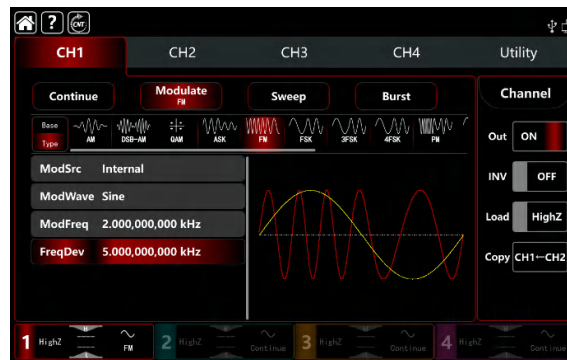 ? CNT
CH1 CH2 CH3 CH4 Utility
Continue Modulate FM Sweep Burst Channel
Base Type AM DSB-AM QAM ASK FM FSK 3FSK 4FSK PM
Out ON
ModSrc Internal
INV OFF
ModWave Sine
ModFreq 2.000,000,000 kHz
Load HighZ
FreqDev 5.000,000,000 kHz
Copy CH1←CH2
1 HighZ FM 2 HighZ Continue 3 HighZ Continue 4 HighZ Continue